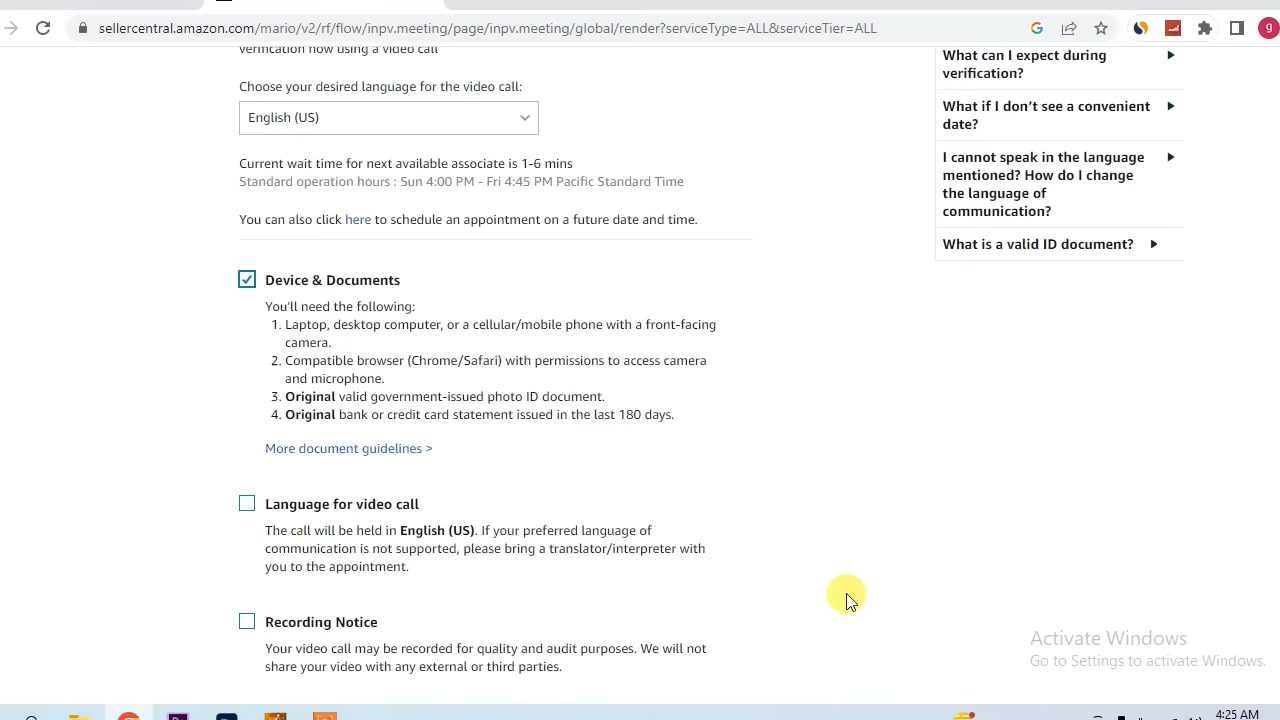 sellercentral.amazon.com/mario/v2/rf/flow/inpv.meeting/page/inpv.meeting/global/render?serviceType=ALL&serviceTier=ALL
g
verification now using a video call
Choose your desired language for the video call:
English (US)
Current wait time for next available associate is 1-6 mins
Standard operation hours : Sun 4:00 PM - Fri 4:45 PM Pacific Standard Time
You can also click here to schedule an appointment on a future date and time.
Device & Documents
You'll need the following:
1. Laptop, desktop computer, or a cellular/mobile phone with a front-facing
camera.
2. Compatible browser (Chrome/Safari) with permissions to access camera
and microphone.
3. Original valid government-issued photo ID document.
4. Original bank or credit card statement issued in the last 180 days.
More document guidelines >
Language for video call
The call will be held in English (US). If your preferred language of
communication is not supported, please bring a translator/interpreter with
you to the appointment.
Recording Notice
Your video call may be recorded for quality and audit purposes. We will not
share your video with any external or third parties.
What can I expect during
verification?
What if I don't see a convenient
date?
I cannot speak in the language
mentioned? How do I change
the language of
communication?
What is a valid ID document?
Activate Windows
Go to Settings to activate Windows.
4:25 AM